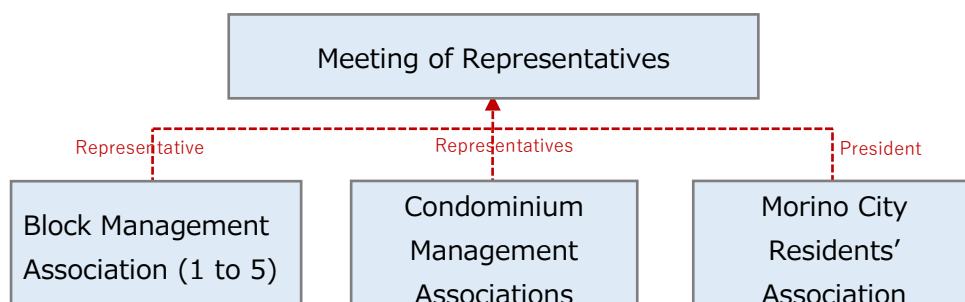 Meeting of Representatives
Representative
Representatives
President
Block Management
Association (1 to 5)
Condominium
Management
Associations
Morino City
Residents’
Association